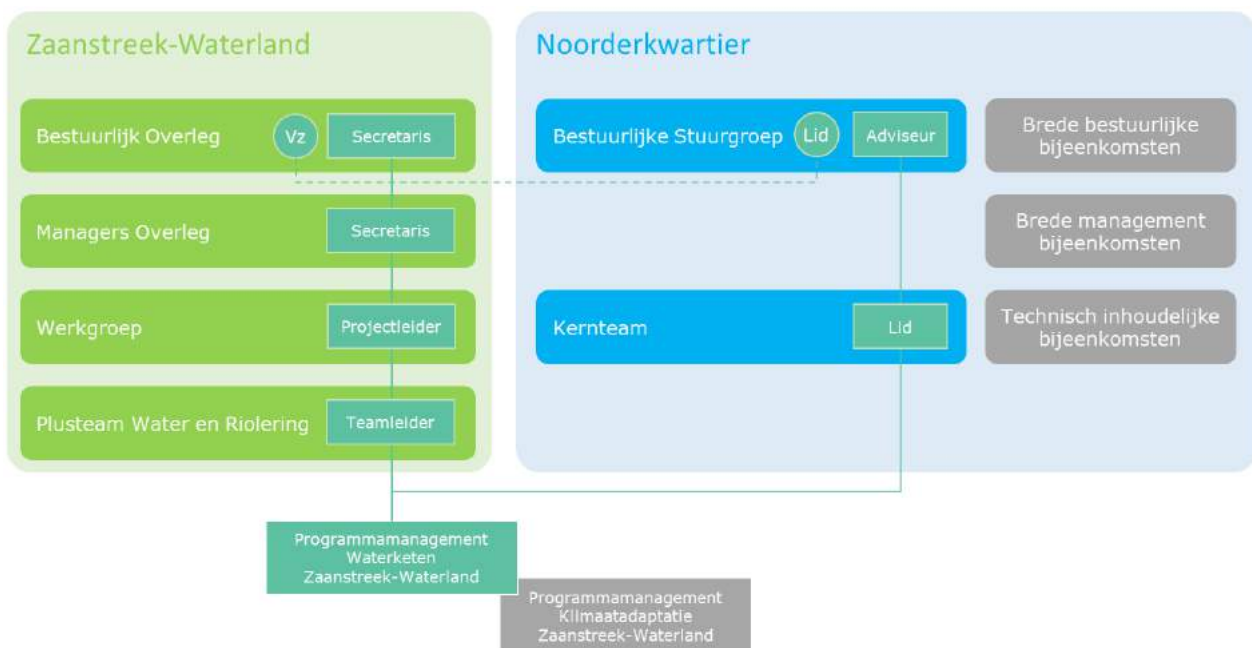 Zaanstreek-Waterland
Bestuurlijk Overleg
Vz
Secretaris
Managers Overleg
Secretaris
Werkgroep
Projectleider
Plusteam Water en Riolering
Teamleider
Noorderkwartier
Bestuurlijke Stuurgroep
Lid
Adviseur
Brede bestuurlijke
bijeenkomsten
Brede management
bijeenkomsten
Kernteam
Lid
Technisch inhoudelijke
bijeenkomsten
Programmamanagement
Waterketen
Zaanstreek-Waterland
Programmamanagement
Klimaatadaptatie
Zaanstreek-Waterland